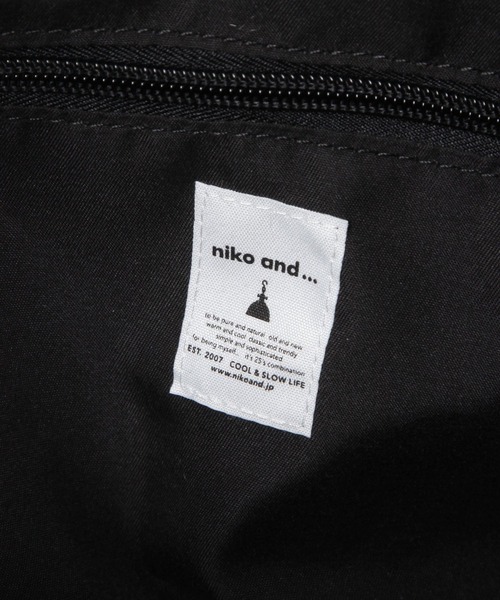 niko and ...
to be pure and natural old and new
warm and cool classic and trendy
simple and sophisticated
for being myself... it's 25's combination
EST. 2007 COOL & SLOW LIFE
www.nikoand.jp